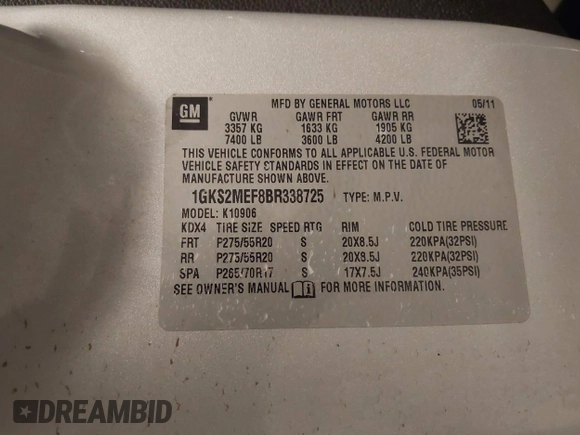 GM
MFD BY GENERAL MOTORS LLC 05/11
GVWR GAWR FRT GAWR RR
3357 KG 1633 KG 1905 KG
7400 LB 3600 LB 4200 LB
THIS VEHICLE CONFORMS TO ALL APPLICABLE U.S. FEDERAL MOTOR
VEHICLE SAFETY STANDARDS IN EFFECT ON THE DATE OF
MANUFACTURE SHOWN ABOVE.
1GKS2MEF8BR338725 TYPE: M.P.V.
MODEL: K10906
KDX4 TIRE SIZE SPEED RTG RIM COLD TIRE PRESSURE
FRT P275/55R20 S 20X8.5J 220KPA(32PSI)
RR P275/55R20 S 20X8.5J 220KPA(32PSI)
SPA P265/70R17 S 17X7.5J 240KPA(35PSI)
SEE OWNER'S MANUAL FOR MORE INFORMATION.
DREAMBID